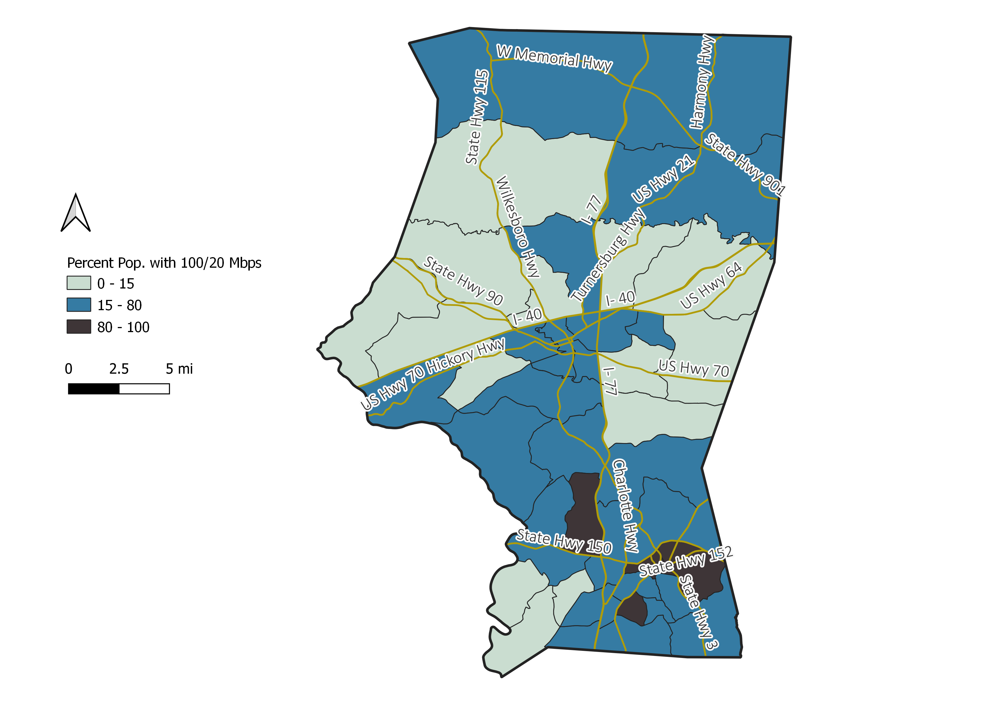 W Memorial Hwy
Harmony Hwy
State Hwy 115
State Hwy 901
US Hwy 21
Wilkesboro Hwy
I- 77
Turnersburg Hwy
State Hwy 90
US Hwy 64
I- 40
I- 40
US Hwy 70 Hickory Hwy
US Hwy 70
I- 77
Charlotte Hwy
State Hwy 150
State Hwy 152
State Hwy 3
Percent Pop. with 100/20 Mbps
0 - 15
15 - 80
80 - 100
0 2.5 5 mi